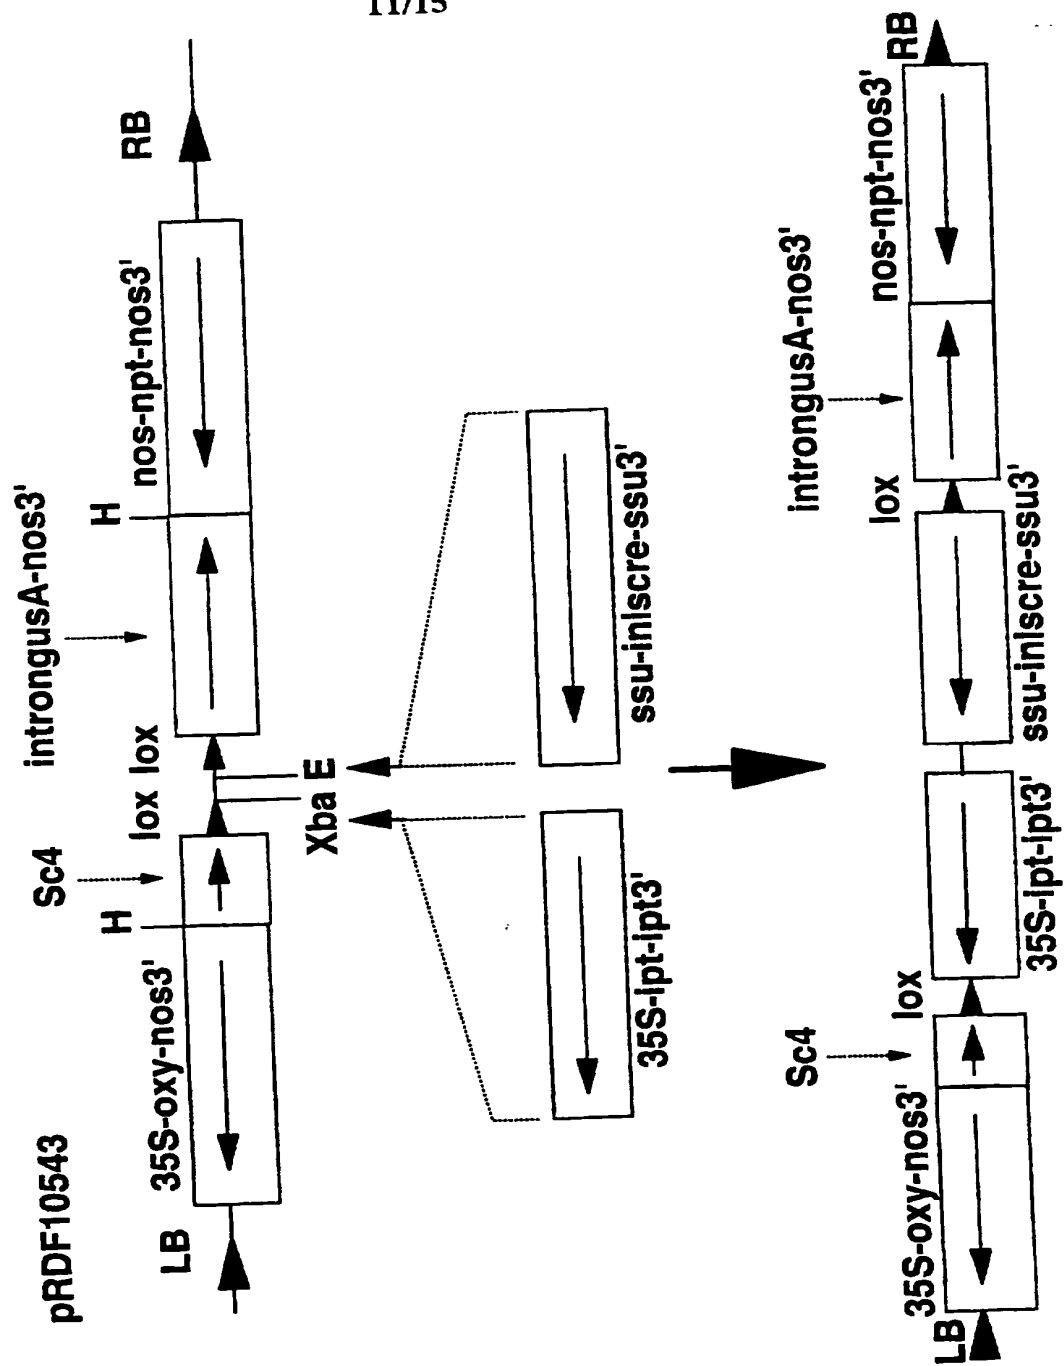 11/15
pRDF10543
LB
35S-oxy-nos3'
H
Sc4
lox
lox
introngusA-nos3'
H
nos-npt-nos3'
RB
Xba
E
35S-ipt-ipt3'
ssu-inlscre-ssu3'
LB
35S-oxy-nos3'
Sc4
lox
35S-ipt-ipt3'
ssu-inlscre-ssu3'
lox
introngusA-nos3'
nos-npt-nos3'
RB